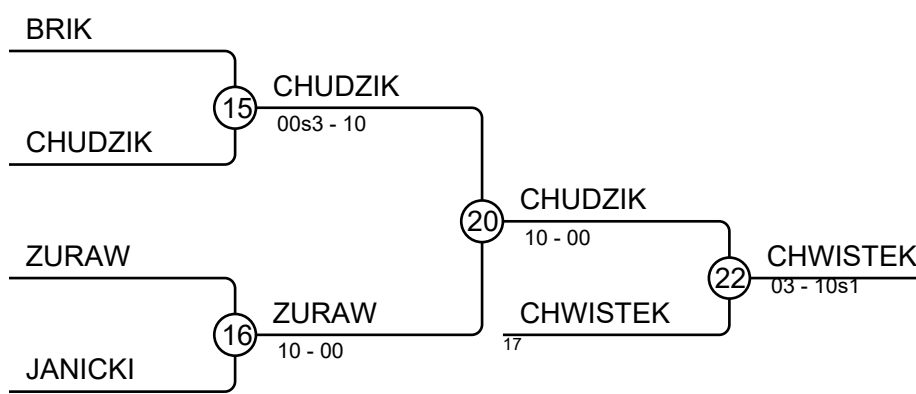 BRIK
15
CHUDZIK
00s3 - 10
CHUDZIK
20
CHUDZIK
10 - 00
ZURAW
22
CHWISTEK
03 - 10s1
16
ZURAW
10 - 00
CHWISTEK
17
JANICKI